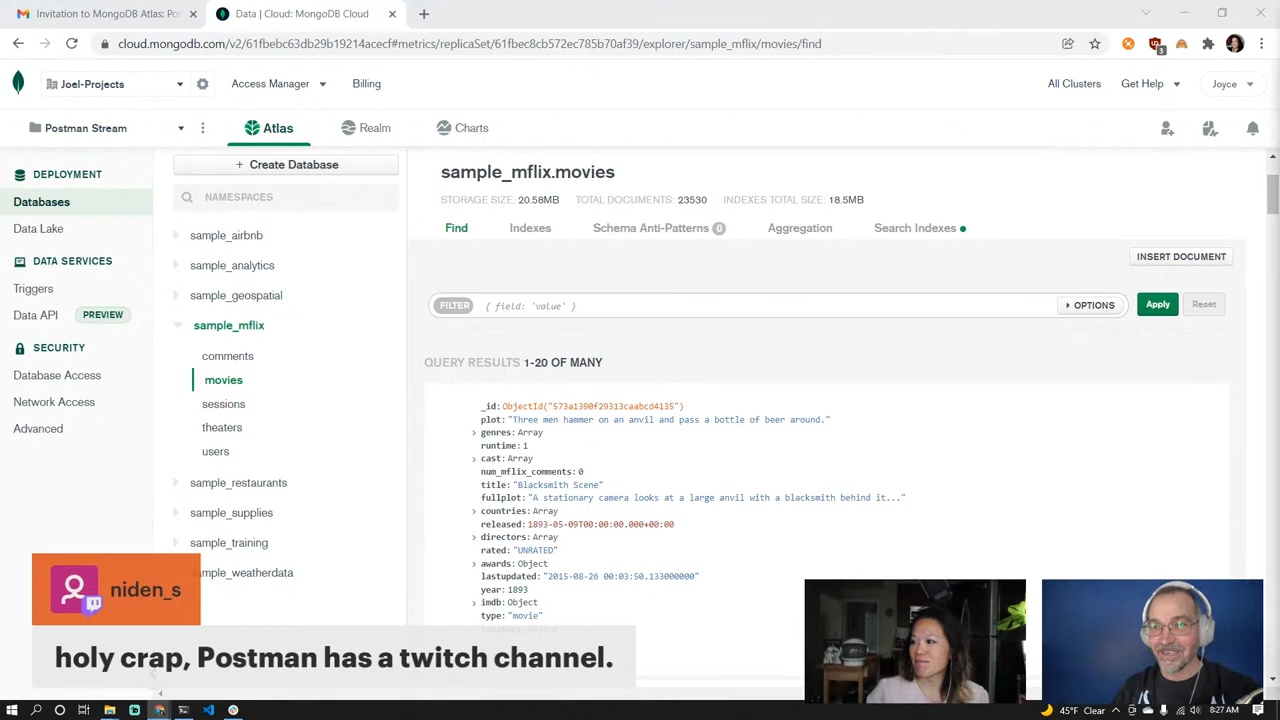 Invitation to MongoDB Atlas: Post
Data | Cloud: MongoDB Cloud
cloud.mongodb.com/v2/61fbebc63db29b19214acecf#metrics/replicaSet/61fbedcbb572ec785b70af39/explorer/sample_mflix/movies/find
3
Joel-Projects
Access Manager
Billing
All Clusters
Get Help
Joyce
Postman Stream
Atlas
Realm
Charts
DEPLOYMENT
Databases
Data Lake
DATA SERVICES
Triggers
Data API
PREVIEW
SECURITY
Database Access
Network Access
Advanced
+ Create Database
NAMESPACES
sample_airbnb
sample_analytics
sample_geospatial
sample_mflix
comments
movies
sessions
theaters
users
sample_restaurants
sample_supplies
sample_training
sample_weatherdata
sample_mflix.movies
STORAGE SIZE: 20.58MB TOTAL DOCUMENTS: 23530 INDEXES TOTAL SIZE: 18.5MB
Find
Indexes
Schema Anti-Patterns 0
Aggregation
Search Indexes
INSERT DOCUMENT
FILTER { field: 'value' }
OPTIONS
Apply
Reset
QUERY RESULTS 1-20 OF MANY
_id: ObjectId("573a1390f29313caabcd4135")
plot: "Three men hammer on an anvil and pass a bottle of beer around."
genres: Array
runtime: 1
cast: Array
num_mflix_comments: 0
title: "Blacksmith Scene"
fullplot: "A stationary camera looks at a large anvil with a blacksmith behind it..."
countries: Array
released: 1893-05-09T00:00:00.000+00:00
directors: Array
rated: "UNRATED"
awards: Object
lastupdated: "2015-08-26 00:03:50.133000000"
year: 1893
imdb: Object
type: "movie"
niden_s
holy crap, Postman has a twitch channel.
45°F Clear
8:27 AM